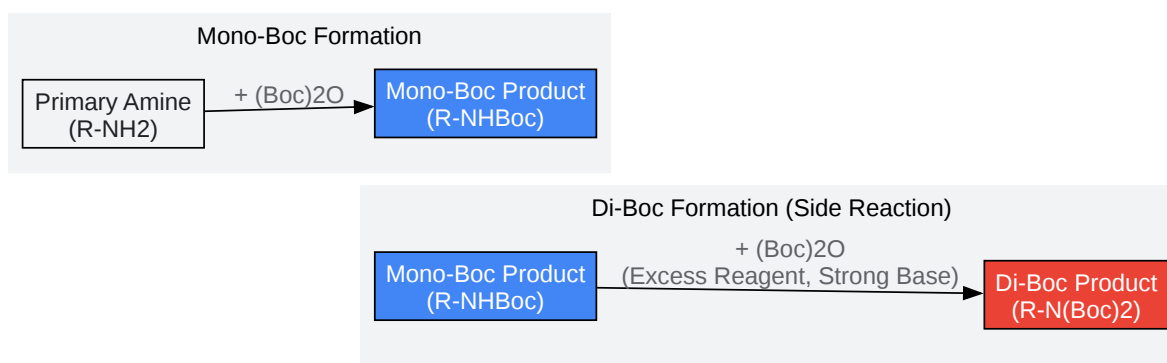 Mono-Boc Formation
Primary Amine
(R-NH2)
+ (Boc)2O
Mono-Boc Product
(R-NHBoc)
Di-Boc Formation (Side Reaction)
Mono-Boc Product
(R-NHBoc)
+ (Boc)2O
(Excess Reagent, Strong Base)
Di-Boc Product
(R-N(Boc)2)